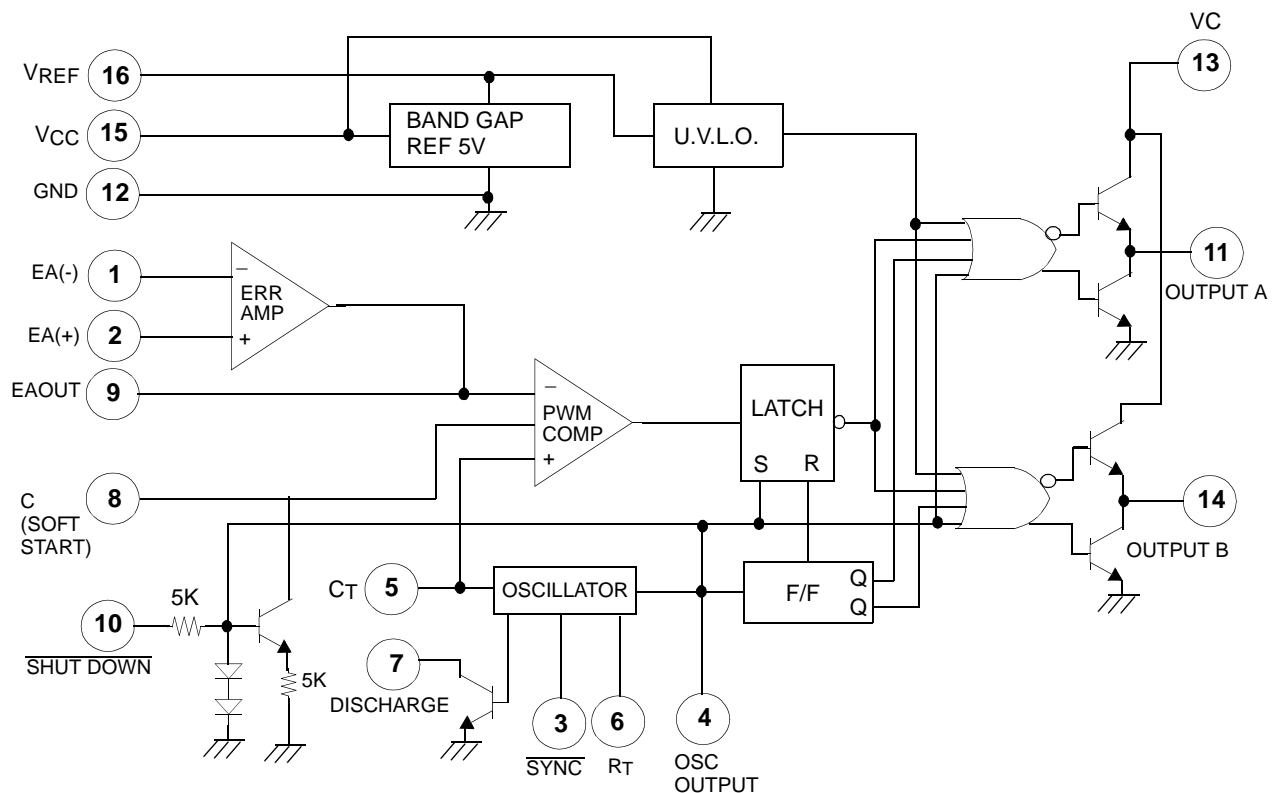 VC
VREF 16
13
BAND GAP
REF 5V
U.V.L.O.
VCC 15
GND 12
EA(-) 1
−
ERR
AMP
EA(+) 2
+
11
OUTPUT A
EAOUT 9
−
PWM
COMP
+
LATCH
S R
C
(SOFT
START)
8
14
OUTPUT B
CT 5
OSCILLATOR
F/F
Q
Q
5K
10
SHUT DOWN
5K
7
DISCHARGE
3
SYNC
6
RT
4
OSC
OUTPUT